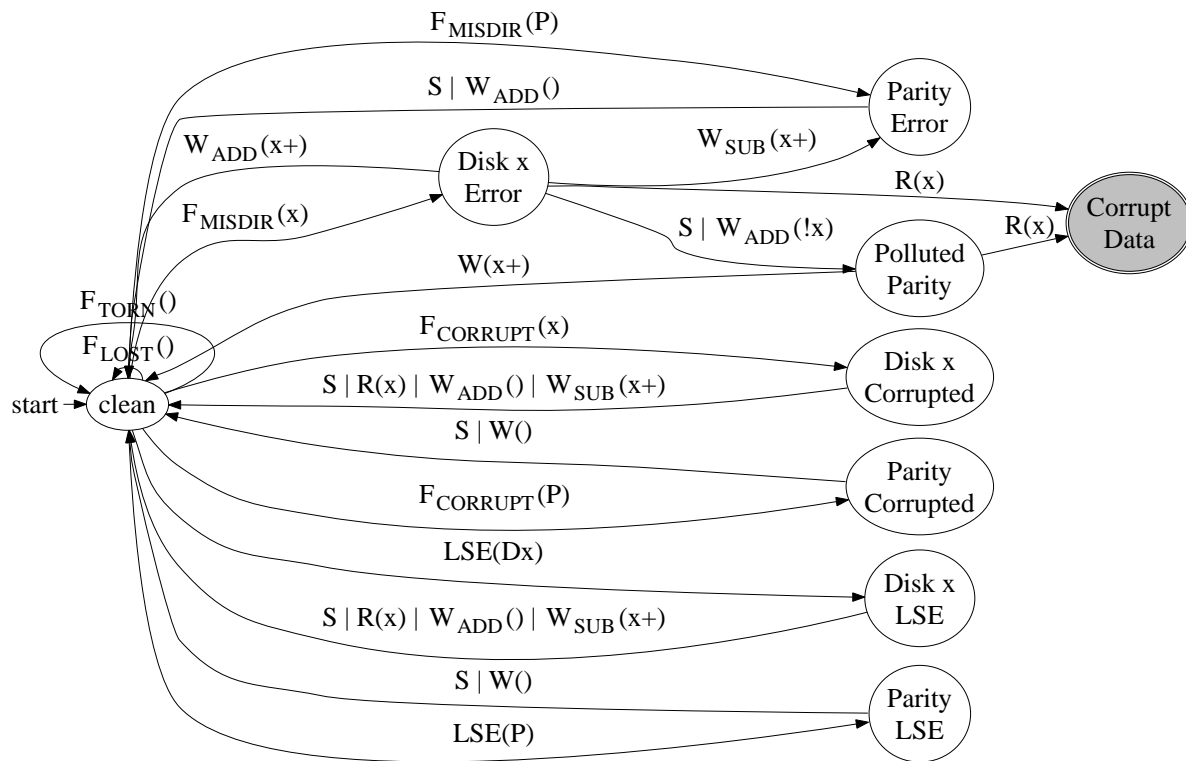 F_MISDIR(P)
S | W_ADD()
Parity
Error
W_ADD(x+)
W_SUB(x+)
Disk x
Error
R(x)
F_MISDIR(x)
S | W_ADD(!x)
R(x)
Corrupt
Data
W(x+)
Polluted
Parity
F_TORN()
F_LOST()
F_CORRUPT(x)
Disk x
Corrupted
S | R(x) | W_ADD() | W_SUB(x+)
start
clean
S | W()
Parity
Corrupted
F_CORRUPT(P)
LSE(Dx)
Disk x
LSE
S | R(x) | W_ADD() | W_SUB(x+)
S | W()
Parity
LSE
LSE(P)